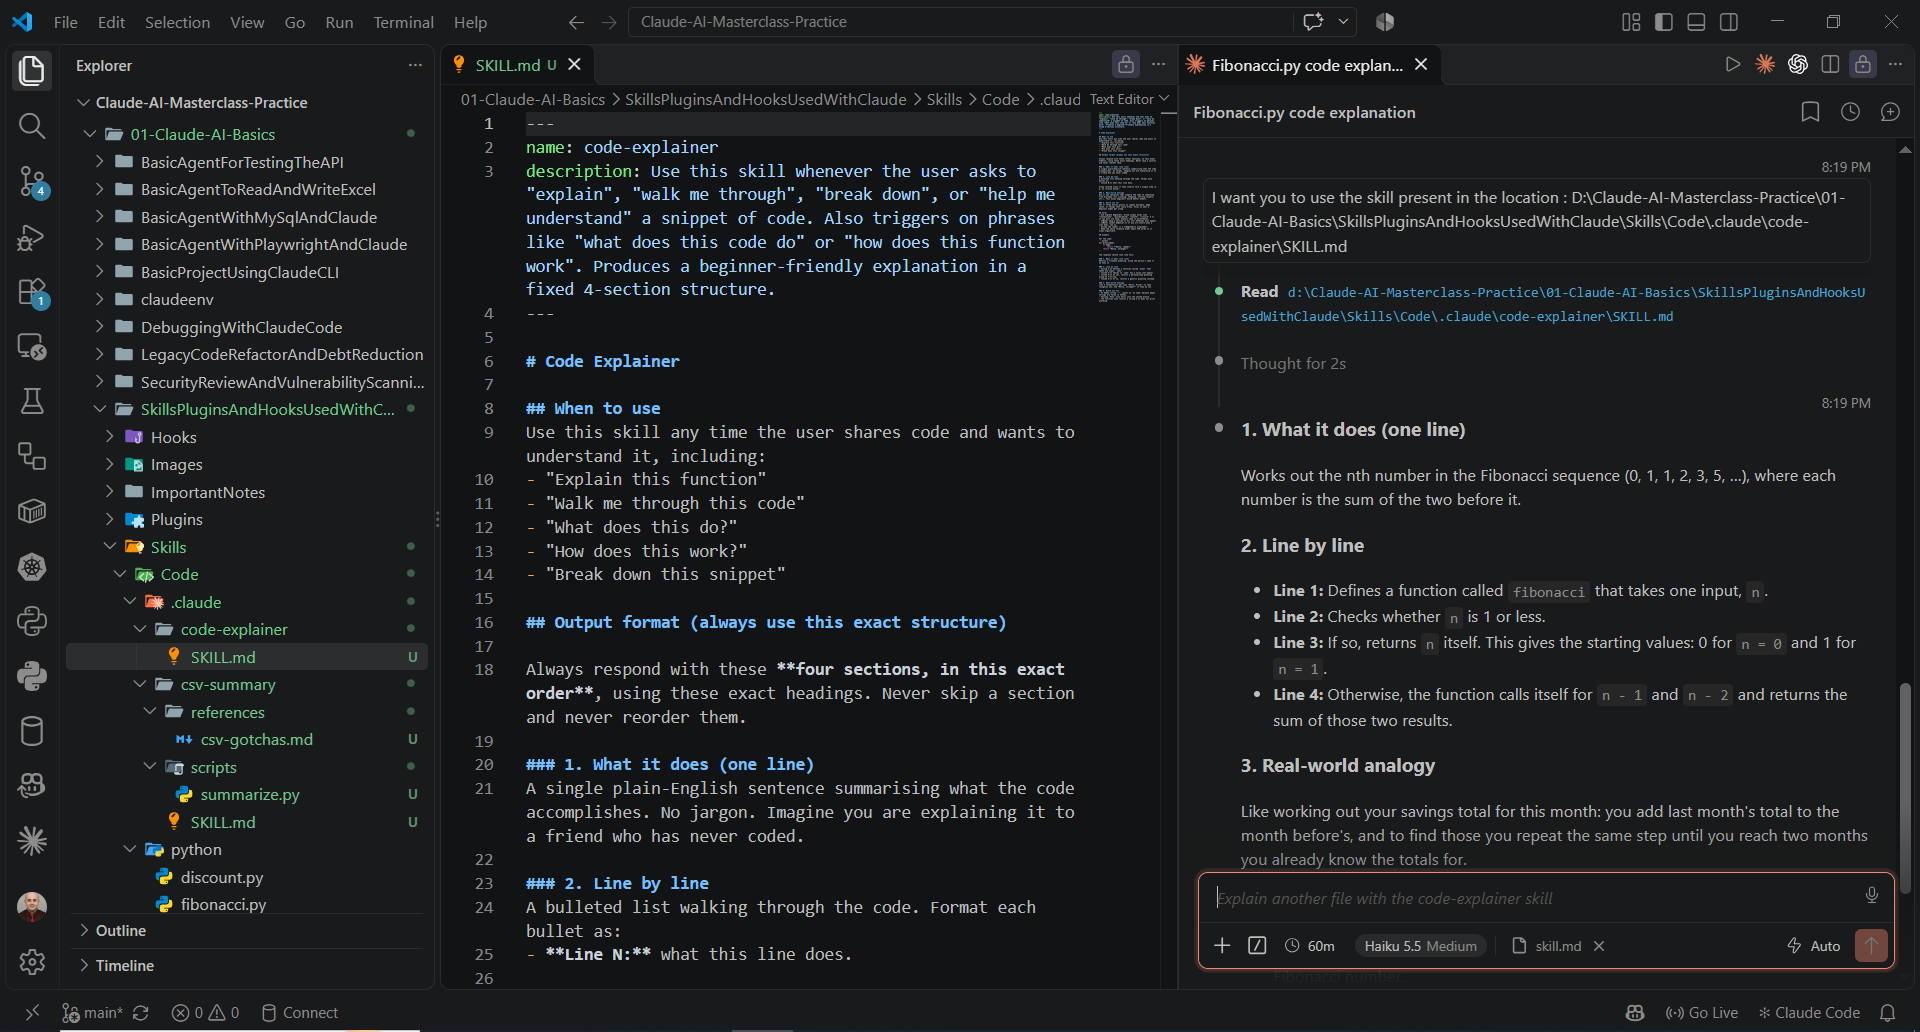 File Edit Selection View Go Run Terminal Help
Claude-AI-Masterclass-Practice
Explorer
Claude-AI-Masterclass-Practice
01-Claude-AI-Basics
BasicAgentForTestingTheAPI
BasicAgentToReadAndWriteExcel
BasicAgentWithMySqlAndClaude
BasicAgentWithPlaywrightAndClaude
BasicProjectUsingClaudeCLI
claudeenv
DebuggingWithClaudeCode
LegacyCodeRefactorAndDebtReduction
SecurityReviewAndVulnerabilityScanni...
SkillsPluginsAndHooksUsedWithC...
Hooks
Images
ImportantNotes
Plugins
Skills
Code
.claude
code-explainer
SKILL.md U
csv-summary
references
csv-gotchas.md U
scripts
summarize.py U
SKILL.md U
python
discount.py
fibonacci.py
Outline
Timeline
4
1
SKILL.md U
01-Claude-AI-Basics > SkillsPluginsAndHooksUsedWithClaude > Skills > Code > .claud Text Editor
1 ---
2 name: code-explainer
3 description: Use this skill whenever the user asks to
"explain", "walk me through", "break down", or "help me
understand" a snippet of code. Also triggers on phrases
like "what does this code do" or "how does this function
work". Produces a beginner-friendly explanation in a
fixed 4-section structure.
4 ---
5
6 # Code Explainer
7
8 ## When to use
9 Use this skill any time the user shares code and wants to
understand it, including:
10 - "Explain this function"
11 - "Walk me through this code"
12 - "What does this do?"
13 - "How does this work?"
14 - "Break down this snippet"
15
16 ## Output format (always use this exact structure)
17
18 Always respond with these **four sections, in this exact
order**, using these exact headings. Never skip a section
and never reorder them.
19
20 ### 1. What it does (one line)
21 A single plain-English sentence summarising what the code
accomplishes. No jargon. Imagine you are explaining it to
a friend who has never coded.
22
23 ### 2. Line by line
24 A bulleted list walking through the code. Format each
bullet as:
25 - **Line N:** what this line does.
26
Fibonacci.py code explan...
Fibonacci.py code explanation
8:19 PM
I want you to use the skill present in the location : D:\Claude-AI-Masterclass-Practice\01-
Claude-AI-Basics\SkillsPluginsAndHooksUsedWithClaude\Skills\Code\.claude\code-
explainer\SKILL.md
Read d:\Claude-AI-Masterclass-Practice\01-Claude-AI-Basics\SkillsPluginsAndHooksU
sedWithClaude\Skills\Code\.claude\code-explainer\SKILL.md
Thought for 2s
8:19 PM
1. What it does (one line)
Works out the nth number in the Fibonacci sequence (0, 1, 1, 2, 3, 5, ...), where each
number is the sum of the two before it.
2. Line by line
• Line 1: Defines a function called fibonacci that takes one input, n.
• Line 2: Checks whether n is 1 or less.
• Line 3: If so, returns n itself. This gives the starting values: 0 for n = 0 and 1 for
n = 1.
• Line 4: Otherwise, the function calls itself for n - 1 and n - 2 and returns the
sum of those two results.
3. Real-world analogy
Like working out your savings total for this month: you add last month's total to the
month before's, and to find those you repeat the same step until you reach two months
you already know the totals for.
Explain another file with the code-explainer skill
60m Haiku 5.5 Medium skill.md Auto
Fibonacci number.
main* 0 0 Connect
Go Live Claude Code